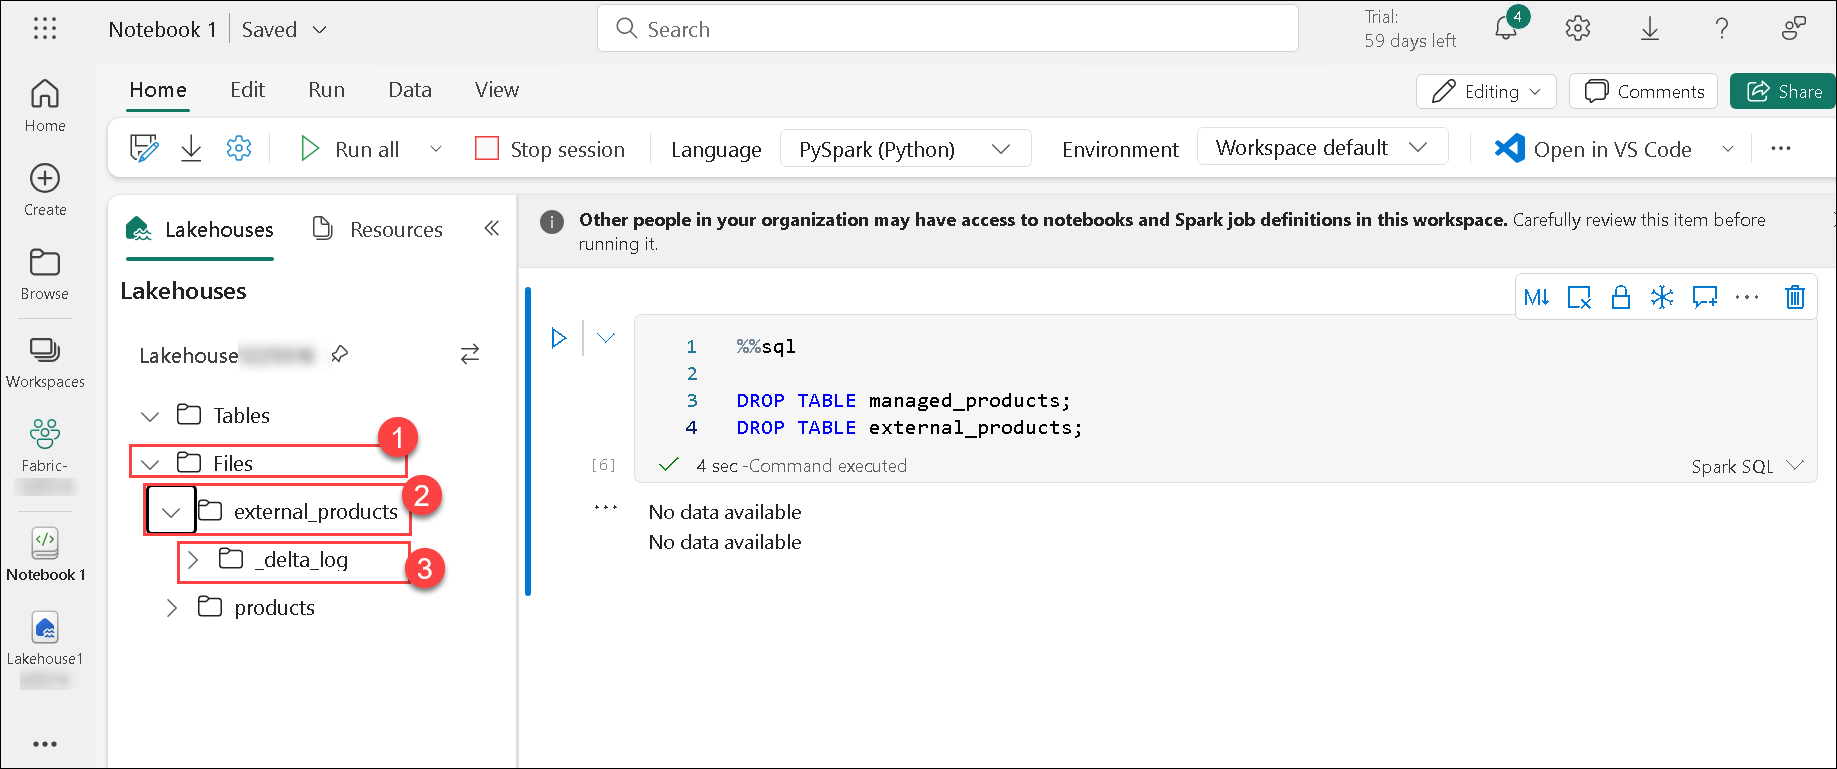 Notebook 1 Saved
Search
Trial:
59 days left
4
?
Home Edit Run Data View
Editing
Comments
Share
Run all
Stop session
Language
PySpark (Python)
Environment
Workspace default
Open in VS Code
Home
Create
Browse
Workspaces
Fabric-
Notebook 1
Lakehouse1
Lakehouses Resources
Lakehouses
Lakehouse
Tables
Files
1
external_products
2
_delta_log
3
products
Other people in your organization may have access to notebooks and Spark job definitions in this workspace. Carefully review this item before
running it.
M↓
1 %%sql
2
3 DROP TABLE managed_products;
4 DROP TABLE external_products;
[6] 4 sec -Command executed
Spark SQL
No data available
No data available